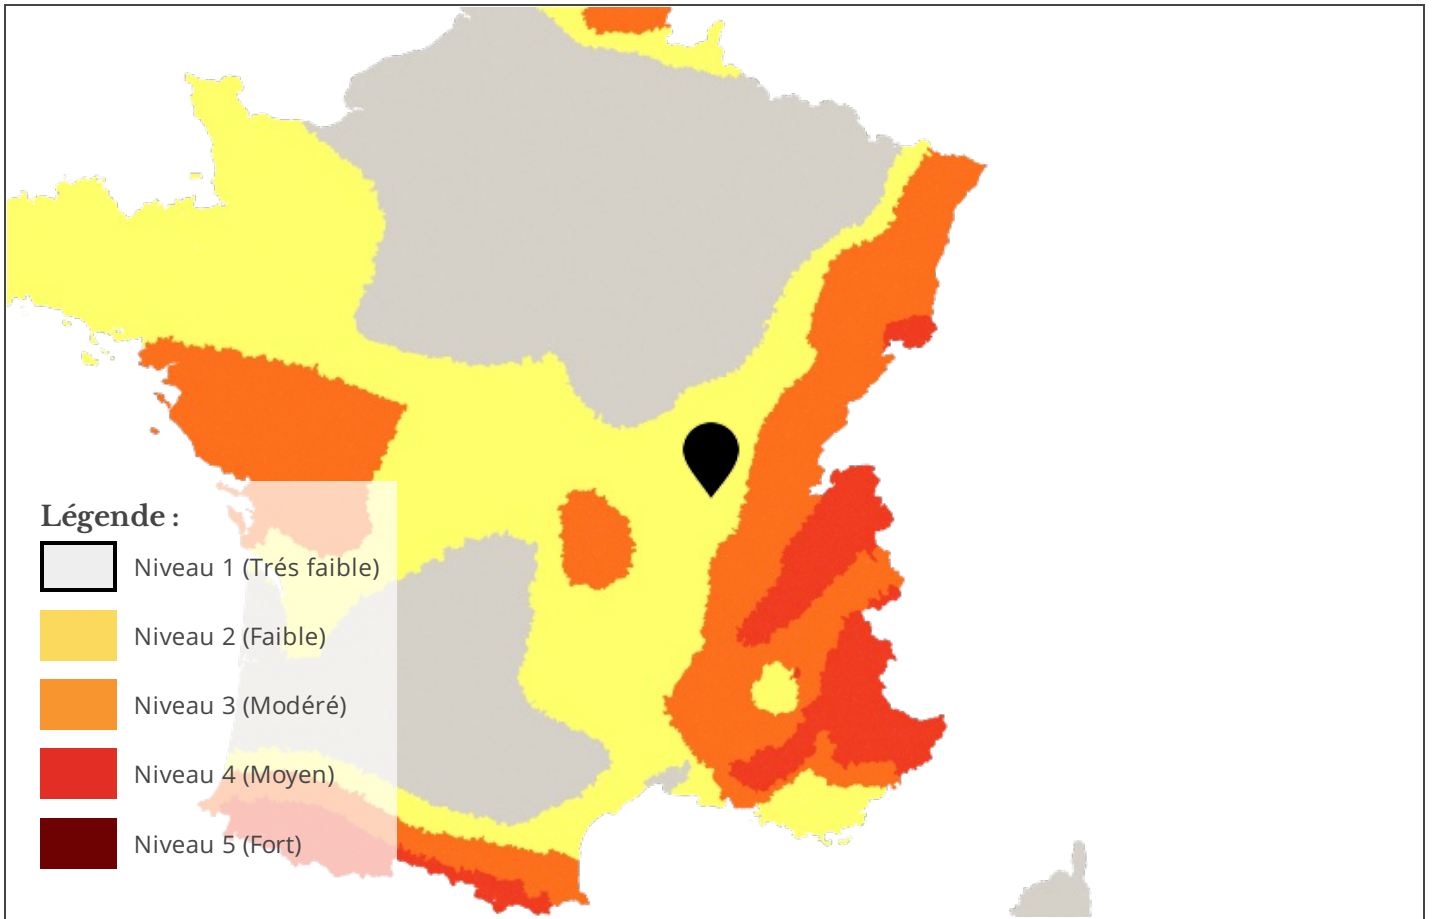 Légende :
Niveau 1 (Trés faible)
Niveau 2 (Faible)
Niveau 3 (Modéré)
Niveau 4 (Moyen)
Niveau 5 (Fort)